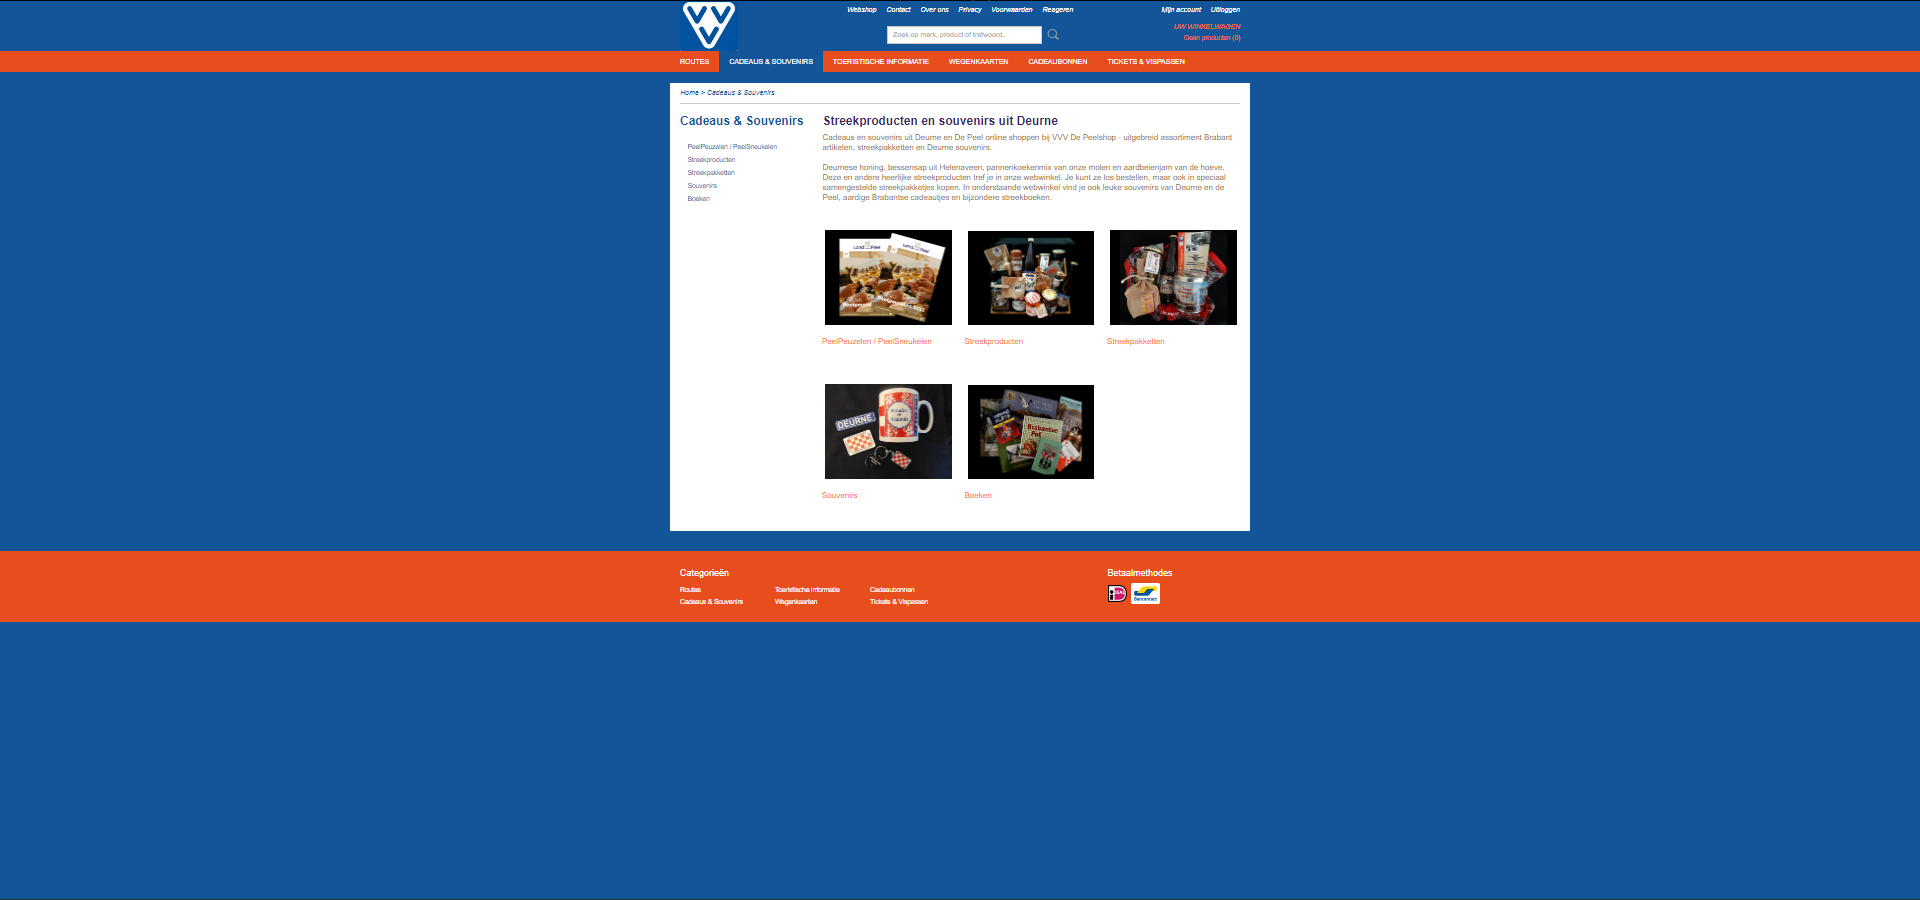 VVV
Webshop Contact Over ons Privacy Voorwaarden Reageren
Mijn account Uitloggen
Zoek op merk, product of trefwoord..
UW WINKELWAGEN
Geen producten (0)
ROUTES CADEAUS & SOUVENIRS TOERISTISCHE INFORMATIE WEGENKAARTEN CADEAUBONNEN TICKETS & VISPASSEN
Home > Cadeaus & Souvenirs
Cadeaus & Souvenirs
PeelPeuzelen / PeelSneukelen
Streekproducten
Streekpakketten
Souvenirs
Boeken
Streekproducten en souvenirs uit Deurne
Cadeaus en souvenirs uit Deurne en De Peel online shoppen bij VVV De Peelshop - uitgebreid assortiment Brabant
artikelen, streekpakketten en Deurne souvenirs.
Deurnese honing, bessensap uit Helenaveen, pannenkoekenmix van onze molen en aardbeienjam van de hoeve.
Deze en andere heerlijke streekproducten tref je in onze webwinkel. Je kunt ze los bestellen, maar ook in speciaal
samengestelde streekpakketjes kopen. In onderstaande webwinkel vind je ook leuke souvenirs van Deurne en de
Peel, aardige Brabantse cadeautjes en bijzondere streekboeken.
PeelPeuzelen / PeelSneukelen
Streekproducten
Streekpakketten
DEURNE
Brabantse
Souvenirs
Boeken
Categorieën
Routes Toeristische informatie Cadeaubonnen
Cadeaus & Souvenirs Wegenkaarten Tickets & Vispassen
Betaalmethodes
Bancontact